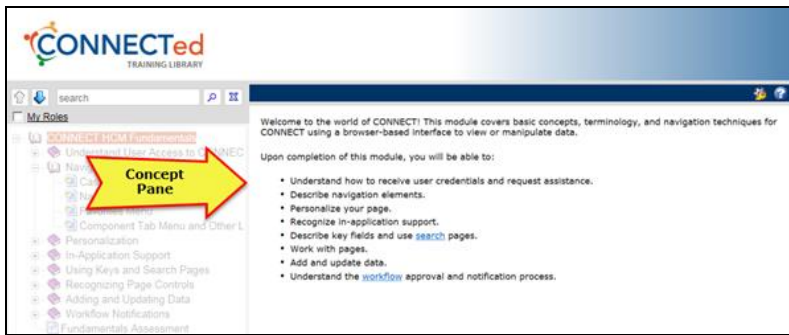 CONNECTed
TRAINING LIBRARY
search
My Roles
CONNECT HCM Fundamentals
Understand User Access to CONNEC
Navig
Cas
Na
Favorites Menu
Component Tab Menu and Other L
Personalization
In-Application Support
Using Keys and Search Pages
Recognizing Page Controls
Adding and Updating Data
Workflow Notifications
Fundamentals Assessment
Concept
Pane
Welcome to the world of CONNECT! This module covers basic concepts, terminology, and navigation techniques for
CONNECT using a browser-based interface to view or manipulate data.
Upon completion of this module, you will be able to:
• Understand how to receive user credentials and request assistance.
• Describe navigation elements.
• Personalize your page.
• Recognize in-application support.
• Describe key fields and use search pages.
• Work with pages.
• Add and update data.
• Understand the workflow approval and notification process.